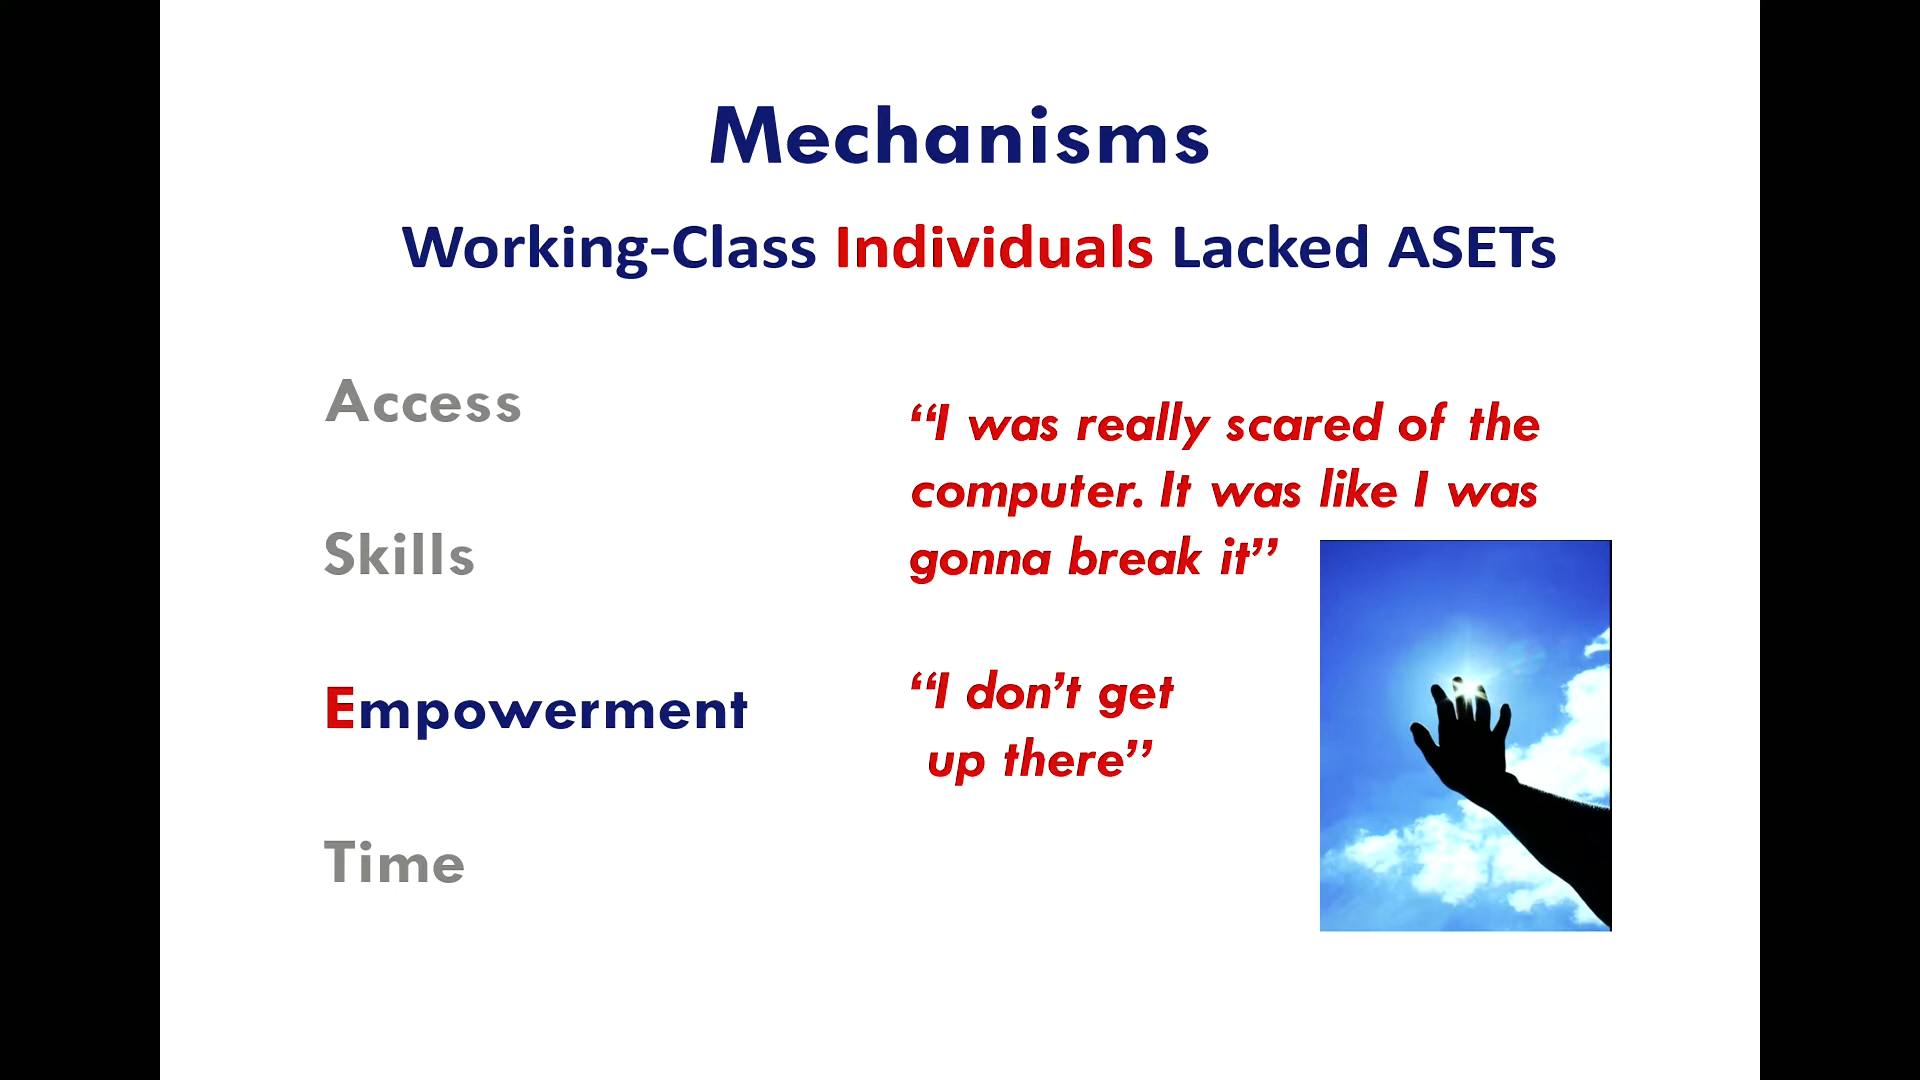 Mechanisms
Working-Class Individuals Lacked ASETs
Access
Skills
Empowerment
Time
“I was really scared of the
computer. It was like I was
gonna break it”
“I don’t get
up there”